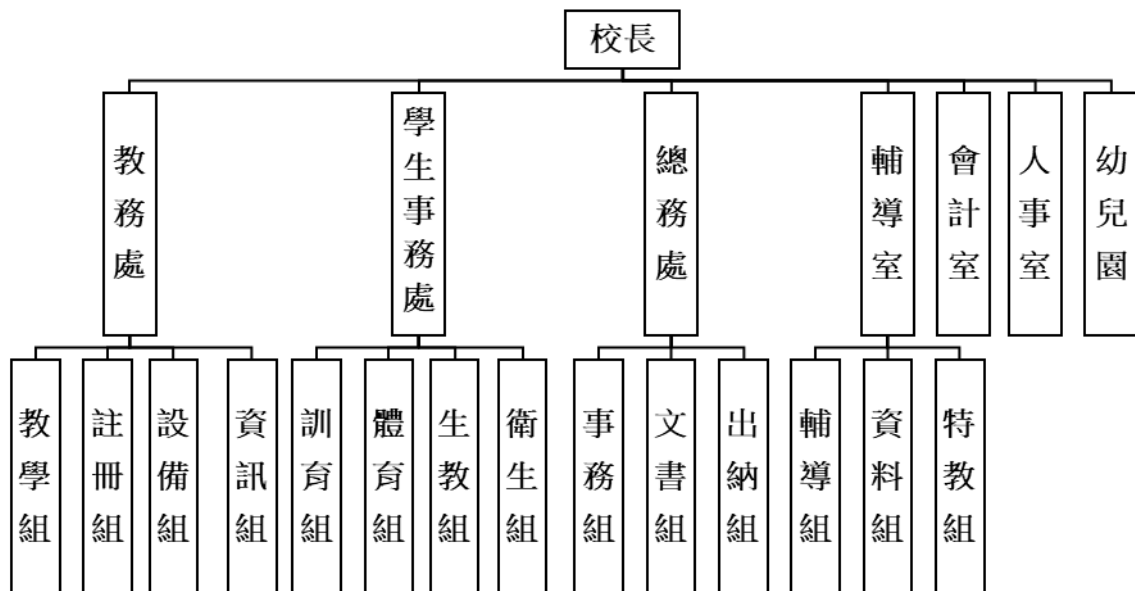 校長
教務處
學生事務處
總務處
輔導室
會計室
人事室
幼兒園
教學組
註冊組
設備組
資訊組
訓育組
體育組
生教組
衛生組
事務組
文書組
出納組
輔導組
資料組
特教組